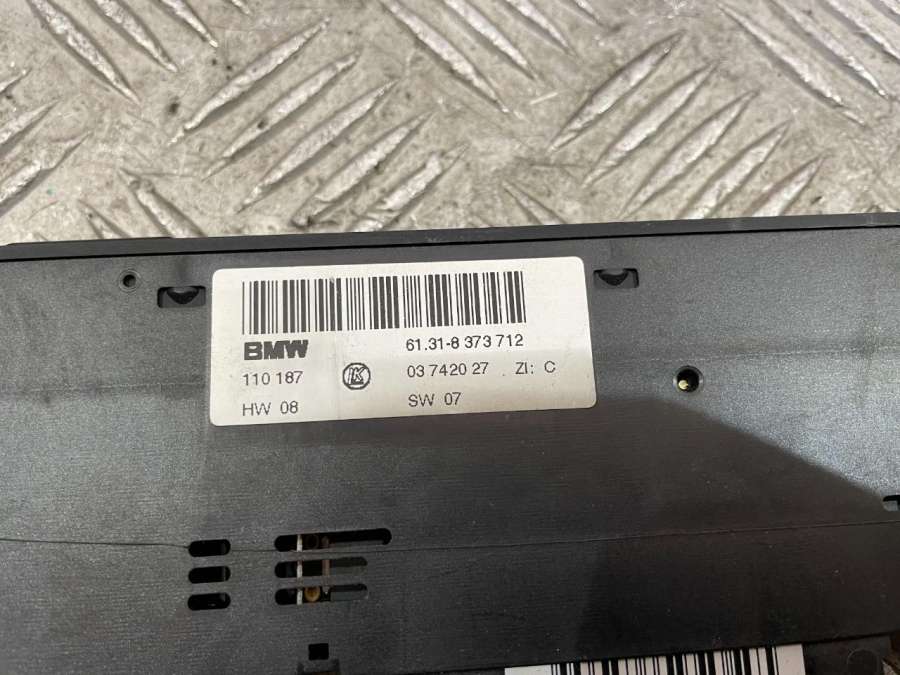 BMW 61.31-8 373 712
110 187 K 03 7420 27 ZI: C
HW 08 SW 07